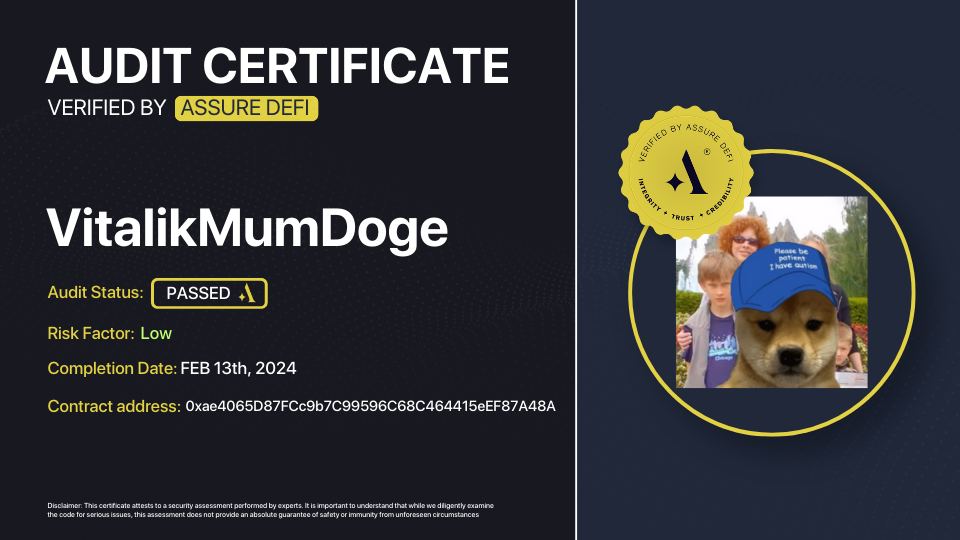 AUDIT CERTIFICATE
VERIFIED BY ASSURE DEFI
VitalikMumDoge
Audit Status: PASSED
Risk Factor: Low
Completion Date: FEB 13th, 2024
Contract address: 0xae4065D87FCc9b7C99596C68C464415eEF87A48A
Disclaimer: This certificate attests to a security assessment performed by experts. It is important to understand that while we diligently examine
the code for serious issues, this assessment does not provide an absolute guarantee of safety or immunity from unforeseen circumstances
VERIFIED BY ASSURE DEFI
®
INTEGRITY ✦ TRUST ✦ CREDIBILITY
Please be
patient
I have autism
Chicago